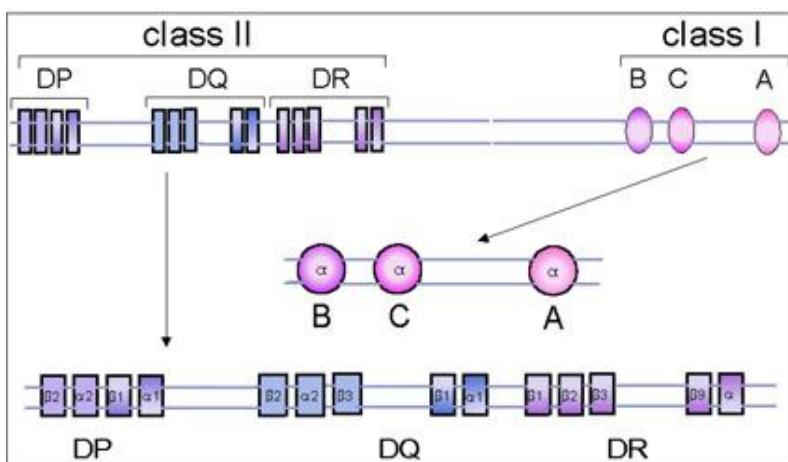 class II class I
DP DQ DR B C A
α α α
B C A
β2 α2 β1 α1 β2 α2 β3 β1 α1 β1 β2 β3 β9 α
DP DQ DR